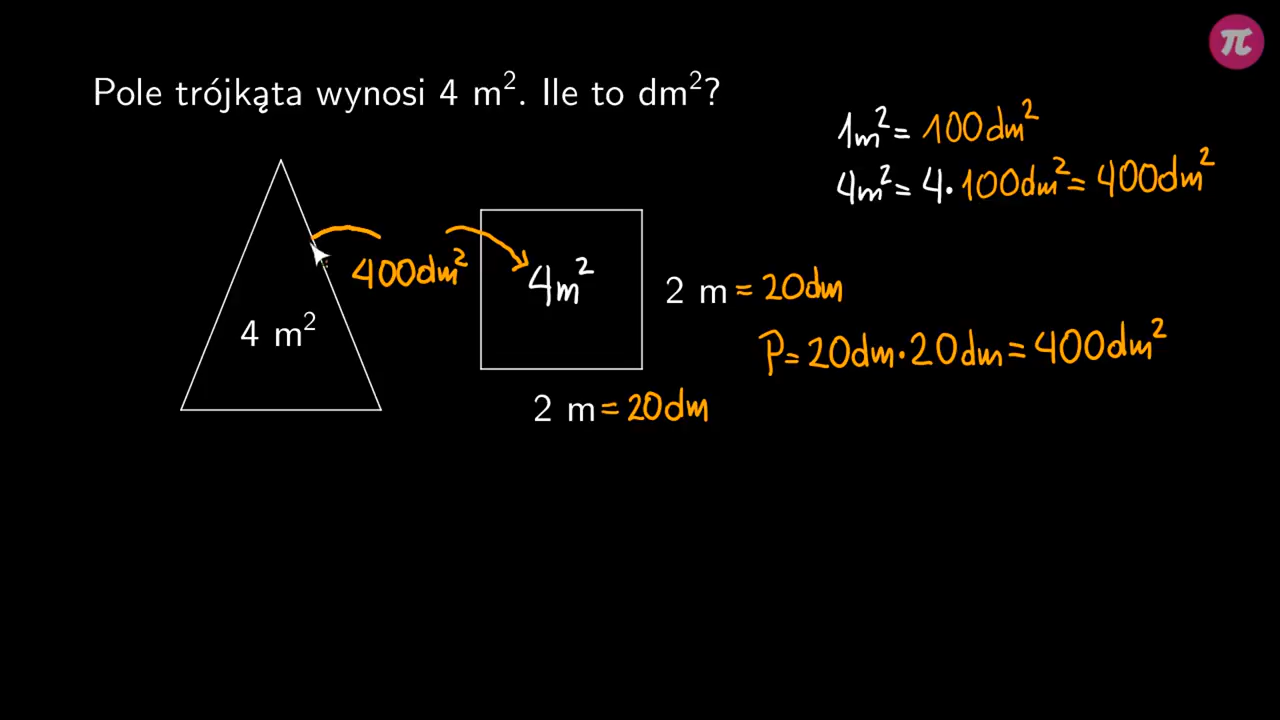 π
Pole trójkąta wynosi 4 m². Ile to dm²?
1m² = 100dm²
4m² = 4 · 100dm² = 400dm²
400dm²
4m²
2 m = 20dm
4 m²
P = 20dm · 20dm = 400dm²
2 m = 20dm